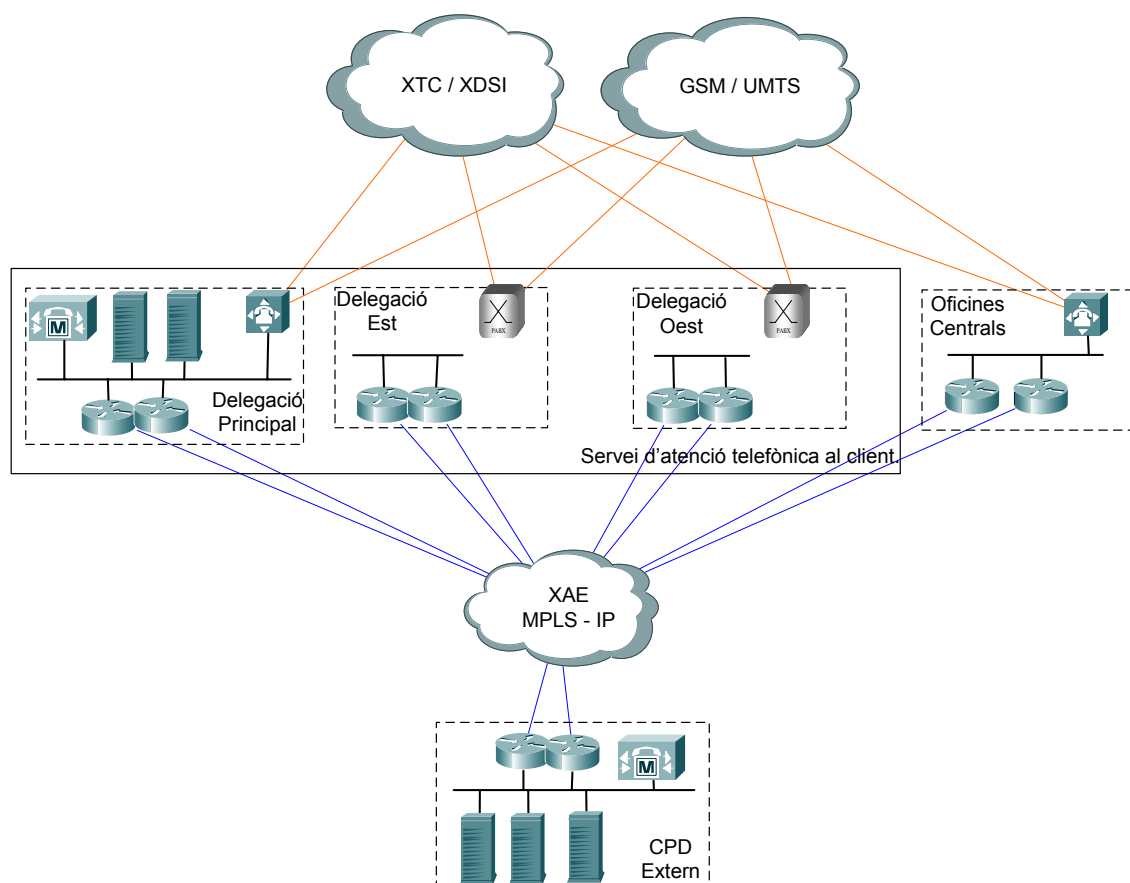 XTC / XDSI
GSM / UMTS
M
Delegació
Principal
Delegació
Est
PABX
Delegació
Oest
PABX
Oficines
Centrals
Servei d'atenció telefònica al client.
XAE
MPLS - IP
M
CPD
Extern